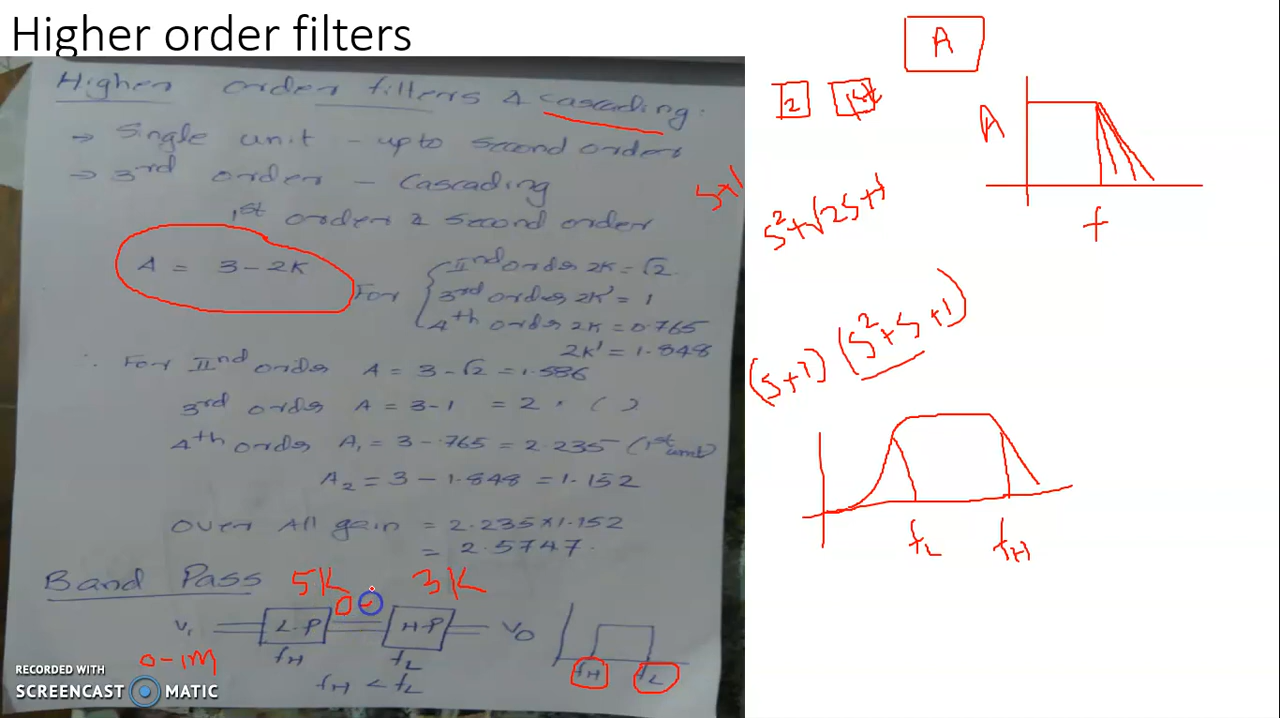 Higher order filters
Higher order filters & Cascading.
→ Single unit - upto second order
→ 3rd order - Cascading
1st order & second order
A = 3-2K
For { IInd order 2K = √2
3rd order 2K' = 1
4th order 2K = 0.765
2K' = 1.848
For IInd order A = 3-√2 = 1.586
3rd order A = 3-1 = 2. ( )
4th order A1 = 3-.765 = 2.235 (1st unit)
A2 = 3-1.848 = 1.152
Over All gain = 2.235×1.152
= 2.5747.
Band Pass
5K 3K
0-
V1 L.P H.P VO
fH fL
0-1M
fH < fL
fH fL
RECORDED WITH
SCREENCAST MATIC
S+1
A
2
A
f
S²+√2S+1
(S+1) (S²+S+1)
fL fH